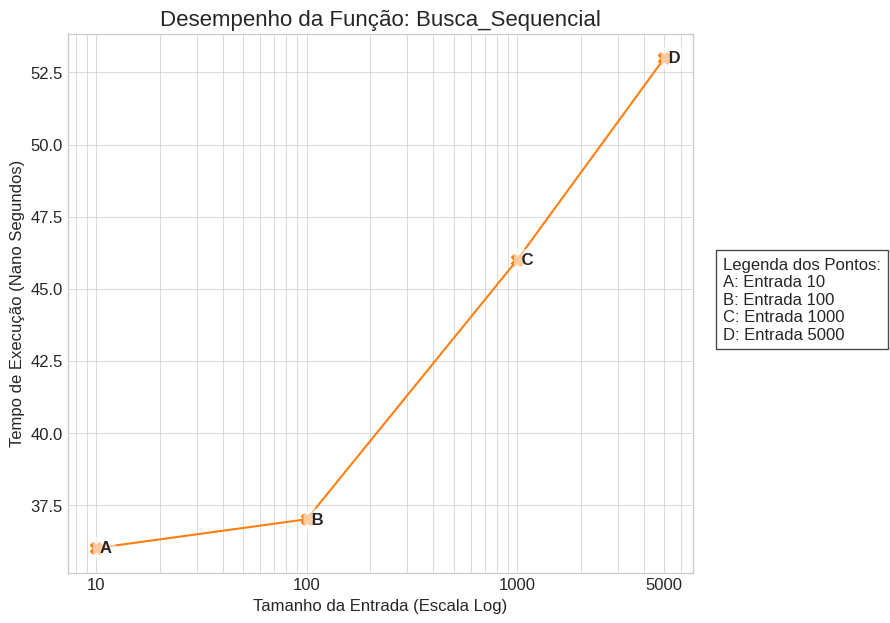 Desempenho da Função: Busca_Sequencial
Tempo de Execução (Nano Segundos)
52.5
50.0
47.5
45.0
42.5
40.0
37.5
D
C
B
A
10
100
1000
5000
Tamanho da Entrada (Escala Log)
Legenda dos Pontos:
A: Entrada 10
B: Entrada 100
C: Entrada 1000
D: Entrada 5000